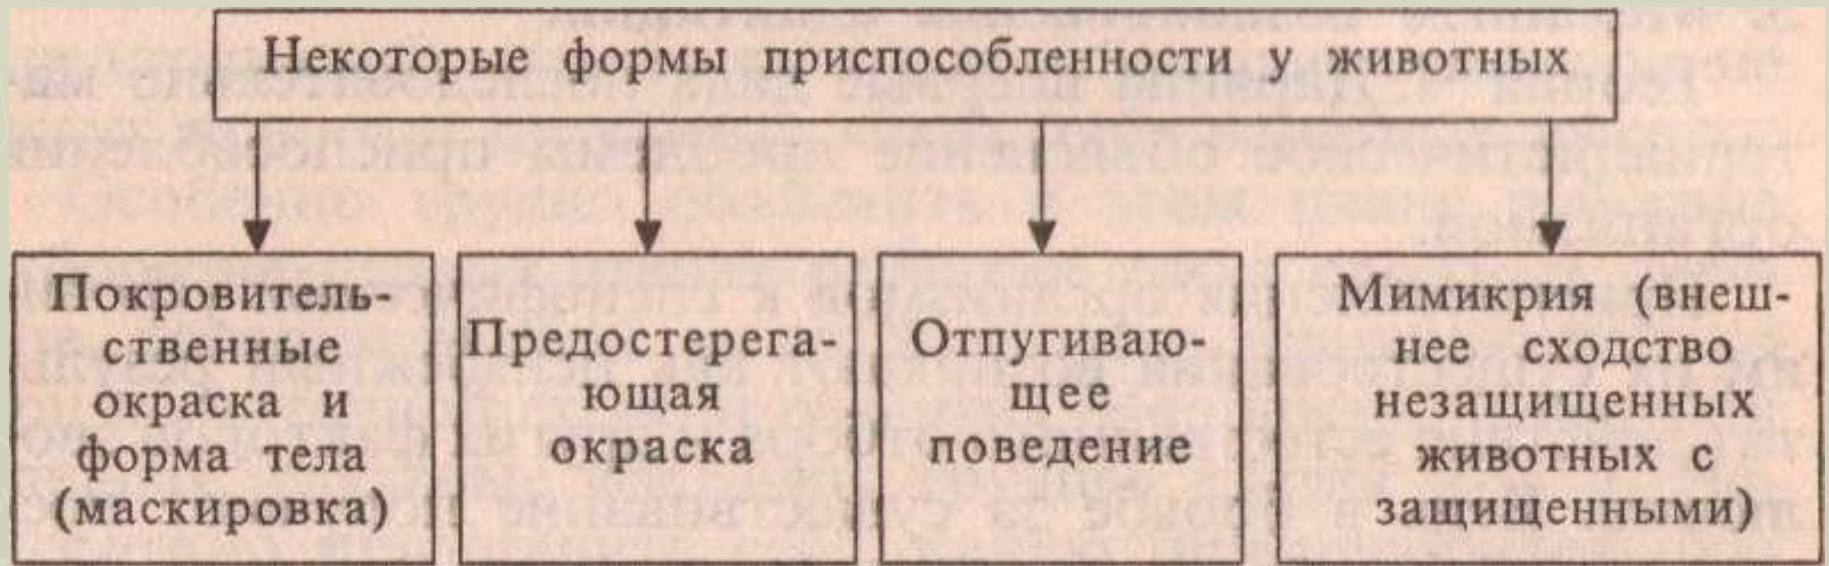 Некоторые формы приспособленности у животных
Покровитель-
ственные
окраска и
форма тела
(маскировка)
Предостерега-
ющая
окраска
Отпугиваю-
щее
поведение
Мимикрия (внеш-
нее сходство
незащищенных
животных с
защищенными)